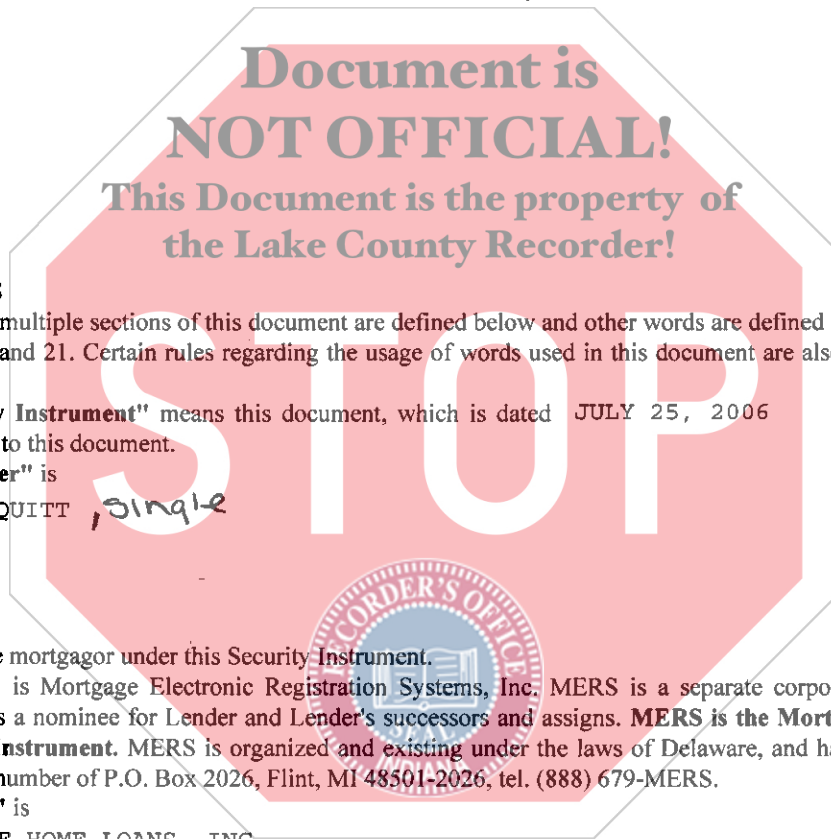 Document is
NOT OFFICIAL!
This Document is the property of
the Lake County Recorder!
multiple sections of this document are defined below and other words are defined
and 21. Certain rules regarding the usage of words used in this document are als
Instrument" means this document, which is dated JULY 25, 2006
to this document.
er" is
QUITT , single
STOP
mortgagor under this Security Instrument.
is Mortgage Electronic Registration Systems, Inc. MERS is a separate corpo
s a nominee for Lender and Lender's successors and assigns. MERS is the Mort
nstrument. MERS is organized and existing under the laws of Delaware, and h
number of P.O. Box 2026, Flint, MI 48501-2026, tel. (888) 679-MERS.
" is
HOME LOANS, INC
RECORDER'S OFFICE
SEAL
INDIANA